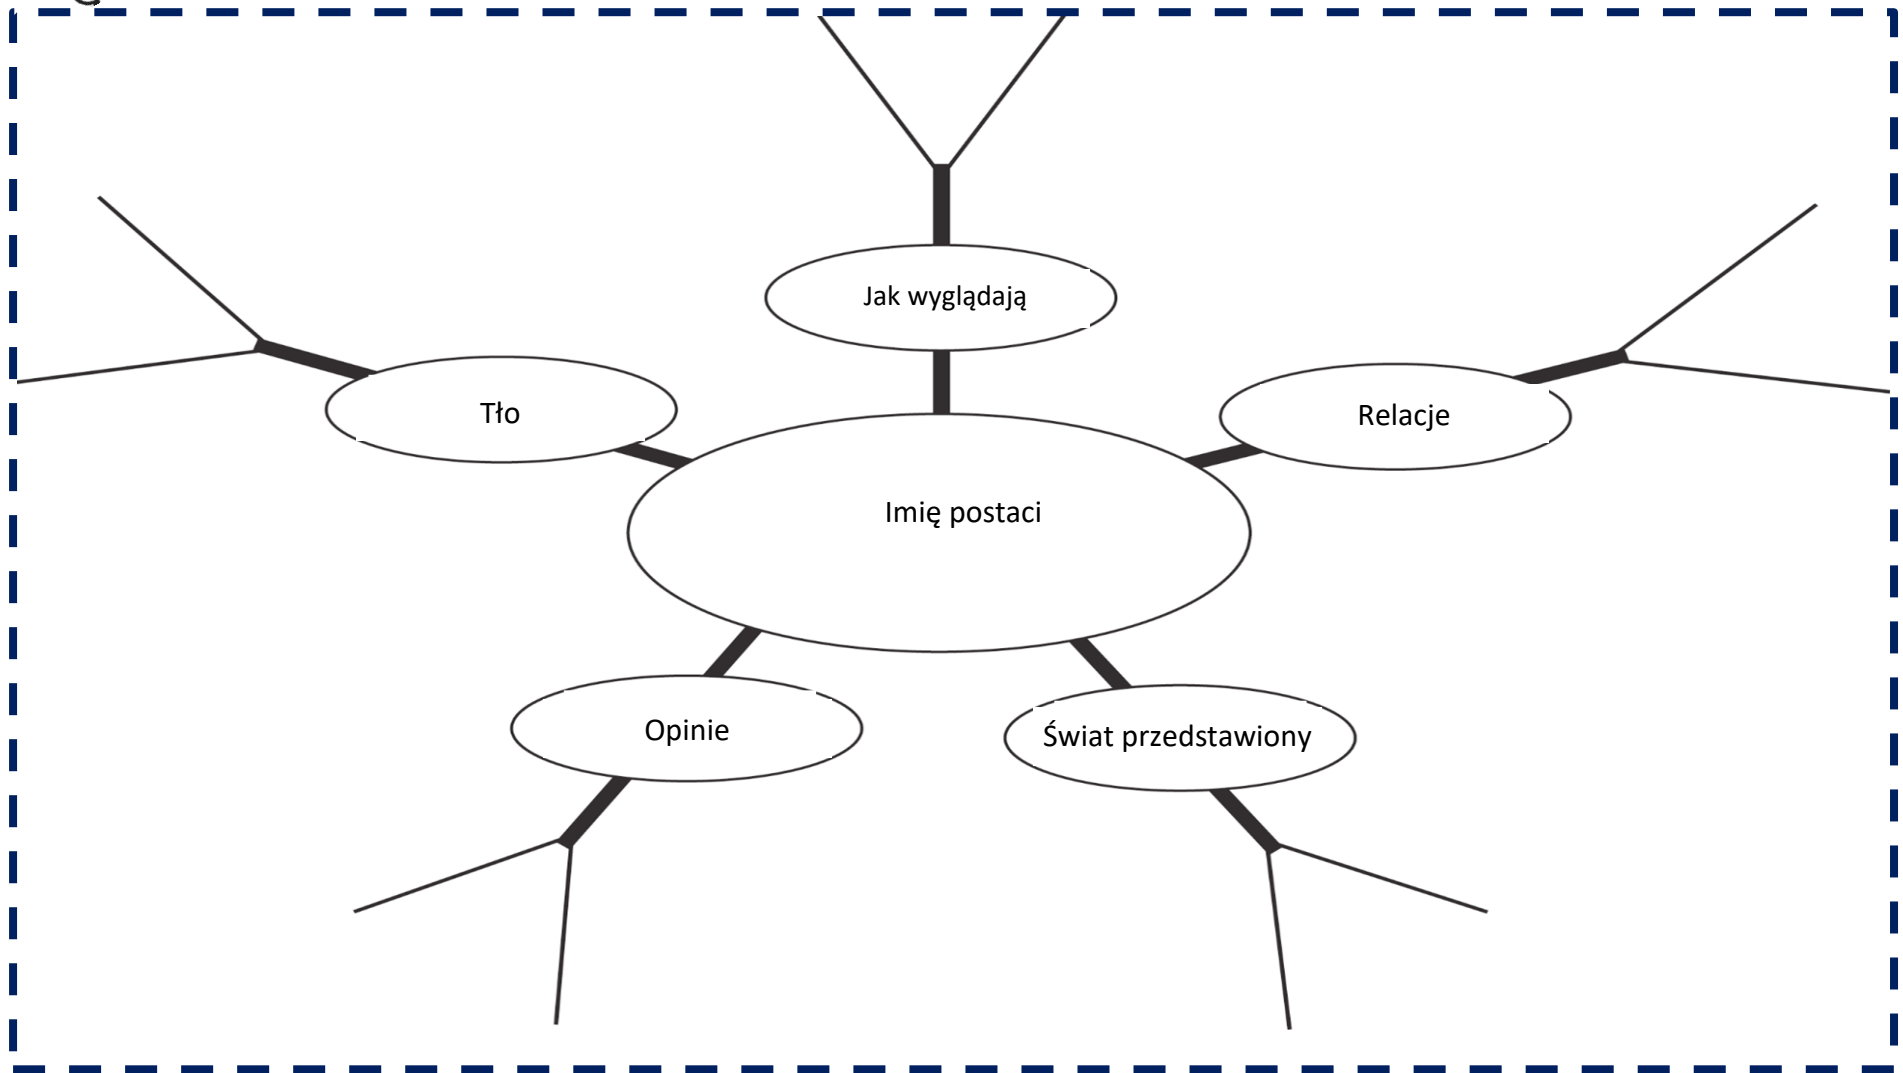 Jak wyglądają
Tło
Relacje
Imię postaci
Opinie
Świat przedstawiony